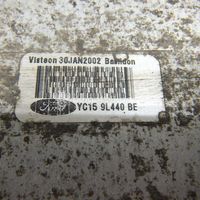 Visteon 30JAN2002 Basildon
Ford YC15 9L440 BE